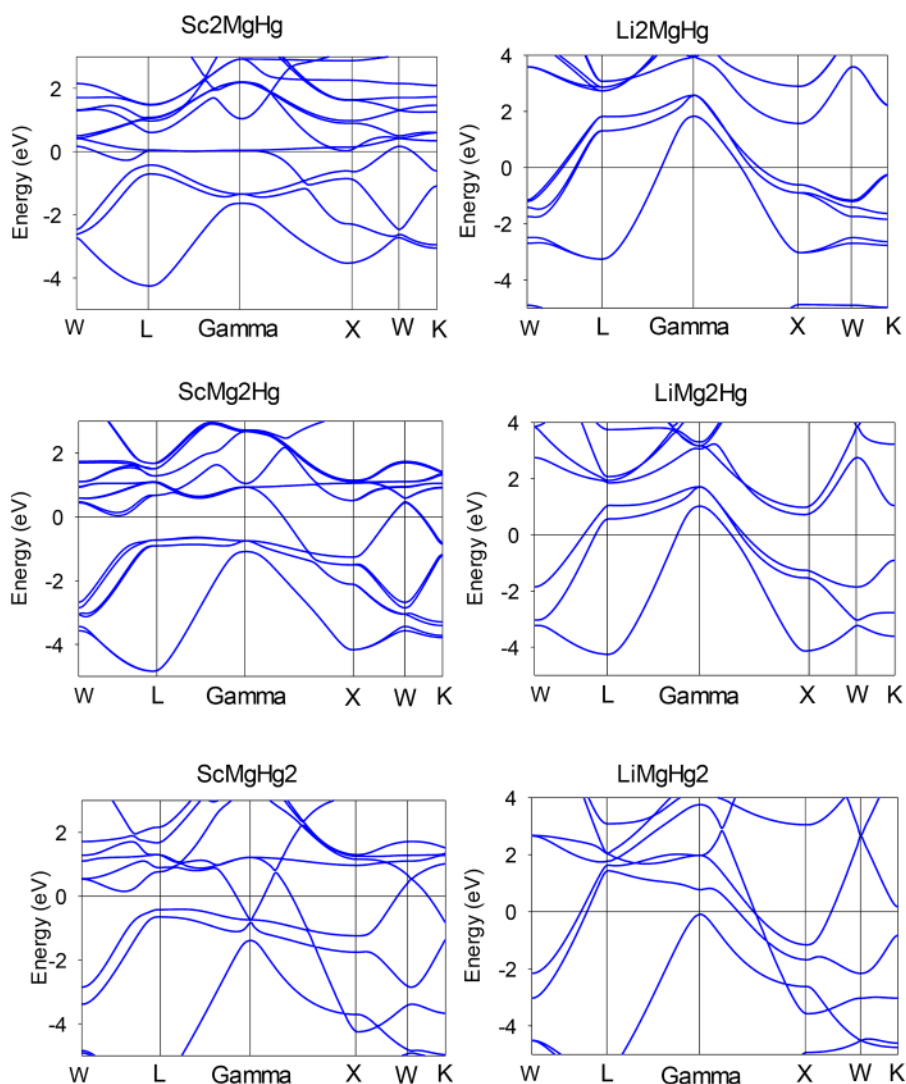 Sc2MgHg
Energy (eV)
2
0
-2
-4
W L Gamma X W K
Li2MgHg
Energy (eV)
4
2
0
-2
-4
W L Gamma X W K
ScMg2Hg
Energy (eV)
2
0
-2
-4
W L Gamma X W K
LiMg2Hg
Energy (eV)
4
2
0
-2
-4
W L Gamma X W K
ScMgHg2
Energy (eV)
2
0
-2
-4
W L Gamma X W K
LiMgHg2
Energy (eV)
4
2
0
-2
-4
W L Gamma X W K